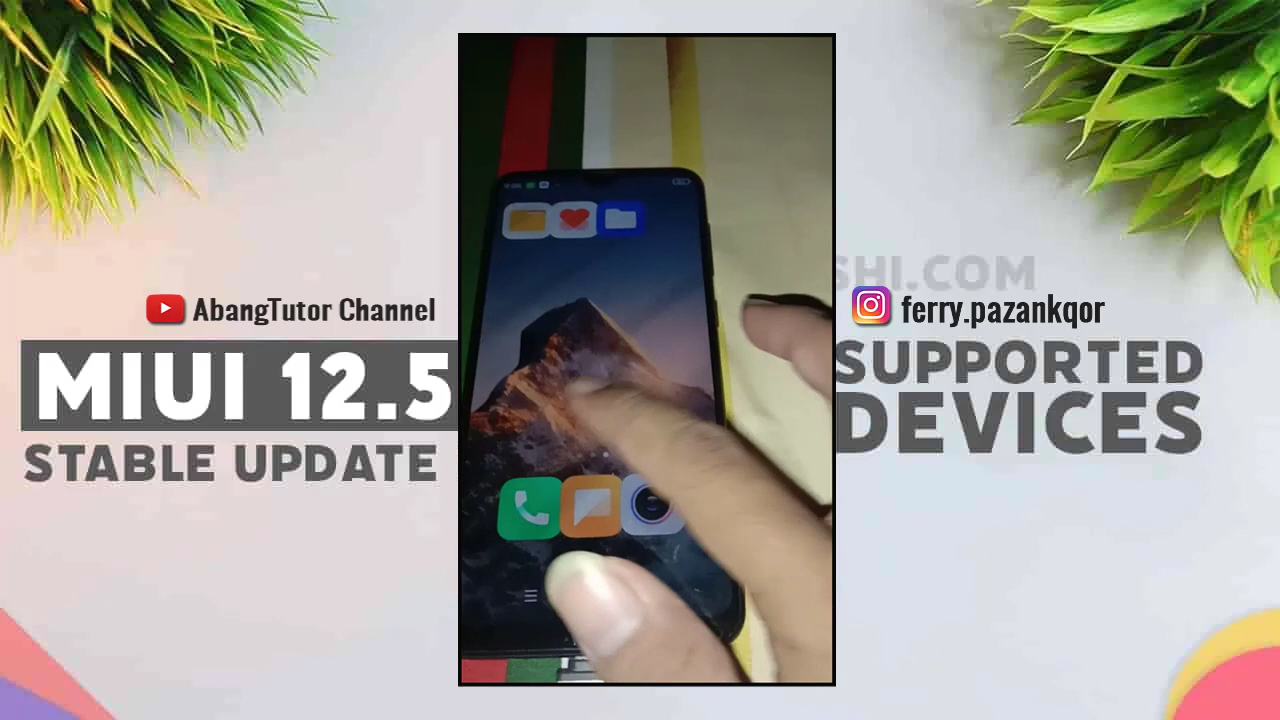 SHI.COM
AbangTutor Channel
ferry.pazankqor
MIUI 12.5
STABLE UPDATE
SUPPORTED
DEVICES